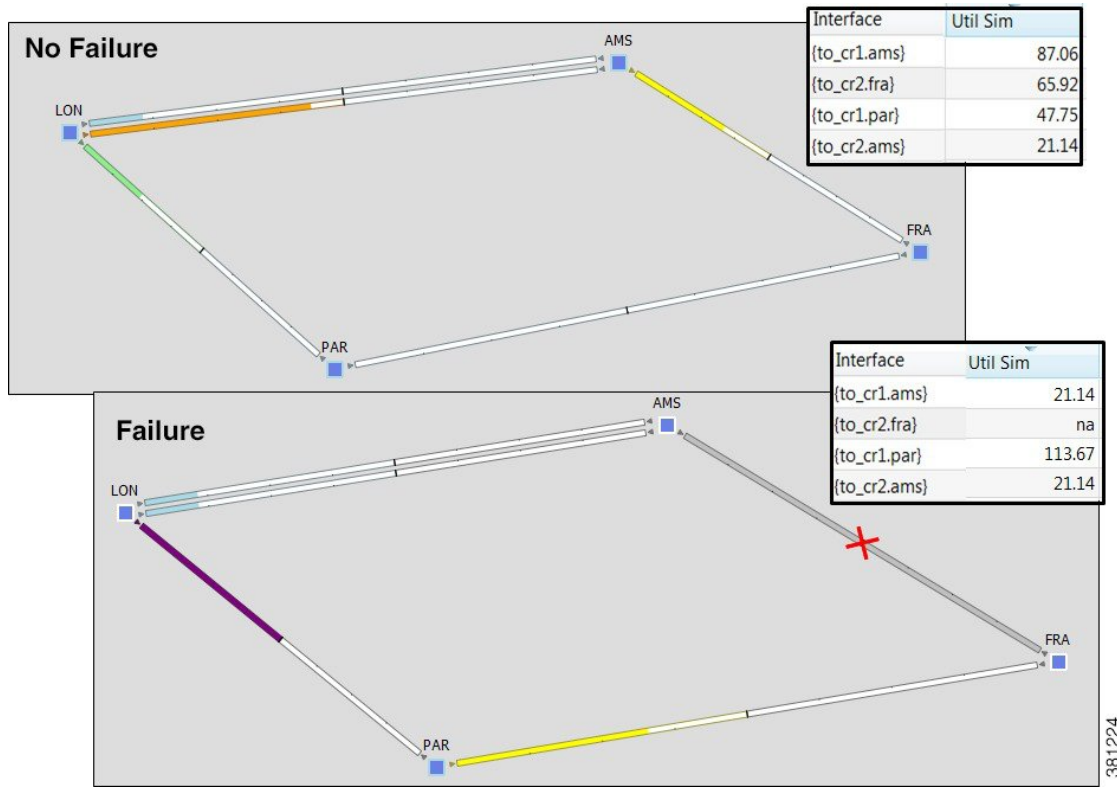 No Failure
AMS
LON
FRA
PAR
Interface Util Sim
{to_cr1.ams} 87.06
{to_cr2.fra} 65.92
{to_cr1.par} 47.75
{to_cr2.ams} 21.14
Failure
AMS
LON
FRA
PAR
Interface Util Sim
{to_cr1.ams} 21.14
{to_cr2.fra} na
{to_cr1.par} 113.67
{to_cr2.ams} 21.14
381224